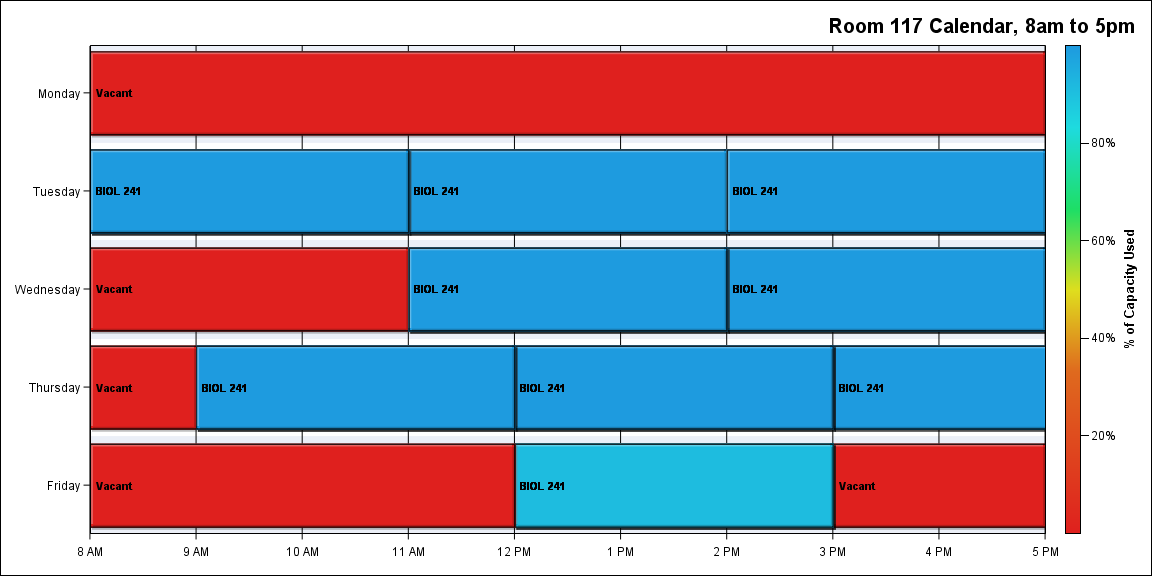 Room 117 Calendar, 8am to 5pm
Monday
Vacant
Tuesday
BIOL 241
BIOL 241
BIOL 241
Wednesday
Vacant
BIOL 241
BIOL 241
Thursday
Vacant
BIOL 241
BIOL 241
BIOL 241
Friday
Vacant
BIOL 241
Vacant
8 AM 9 AM 10 AM 11 AM 12 PM 1 PM 2 PM 3 PM 4 PM 5 PM
80%
60%
40%
20%
% of Capacity Used